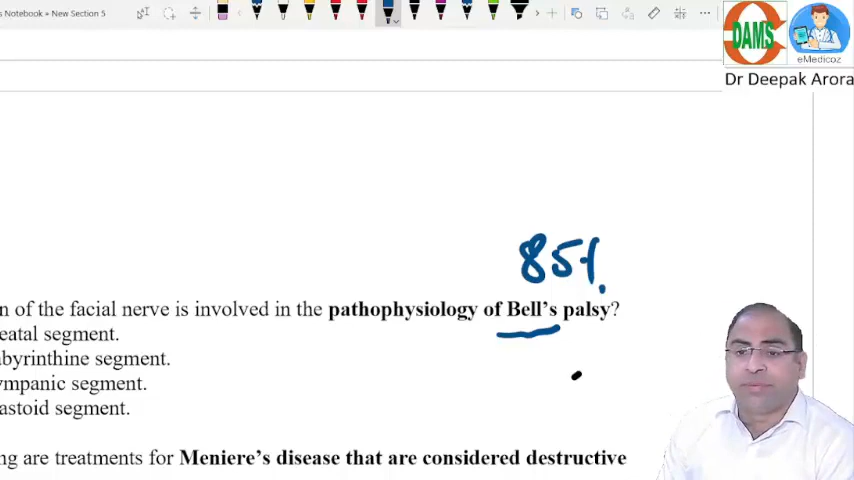 s Notebook » New Section 5
DAMS
eMedicoz
Dr Deepak Arora
85%
n of the facial nerve is involved in the pathophysiology of Bell's palsy?
eatal segment.
abyrinthine segment.
ympanic segment.
astoid segment.
ng are treatments for Meniere's disease that are considered destructive